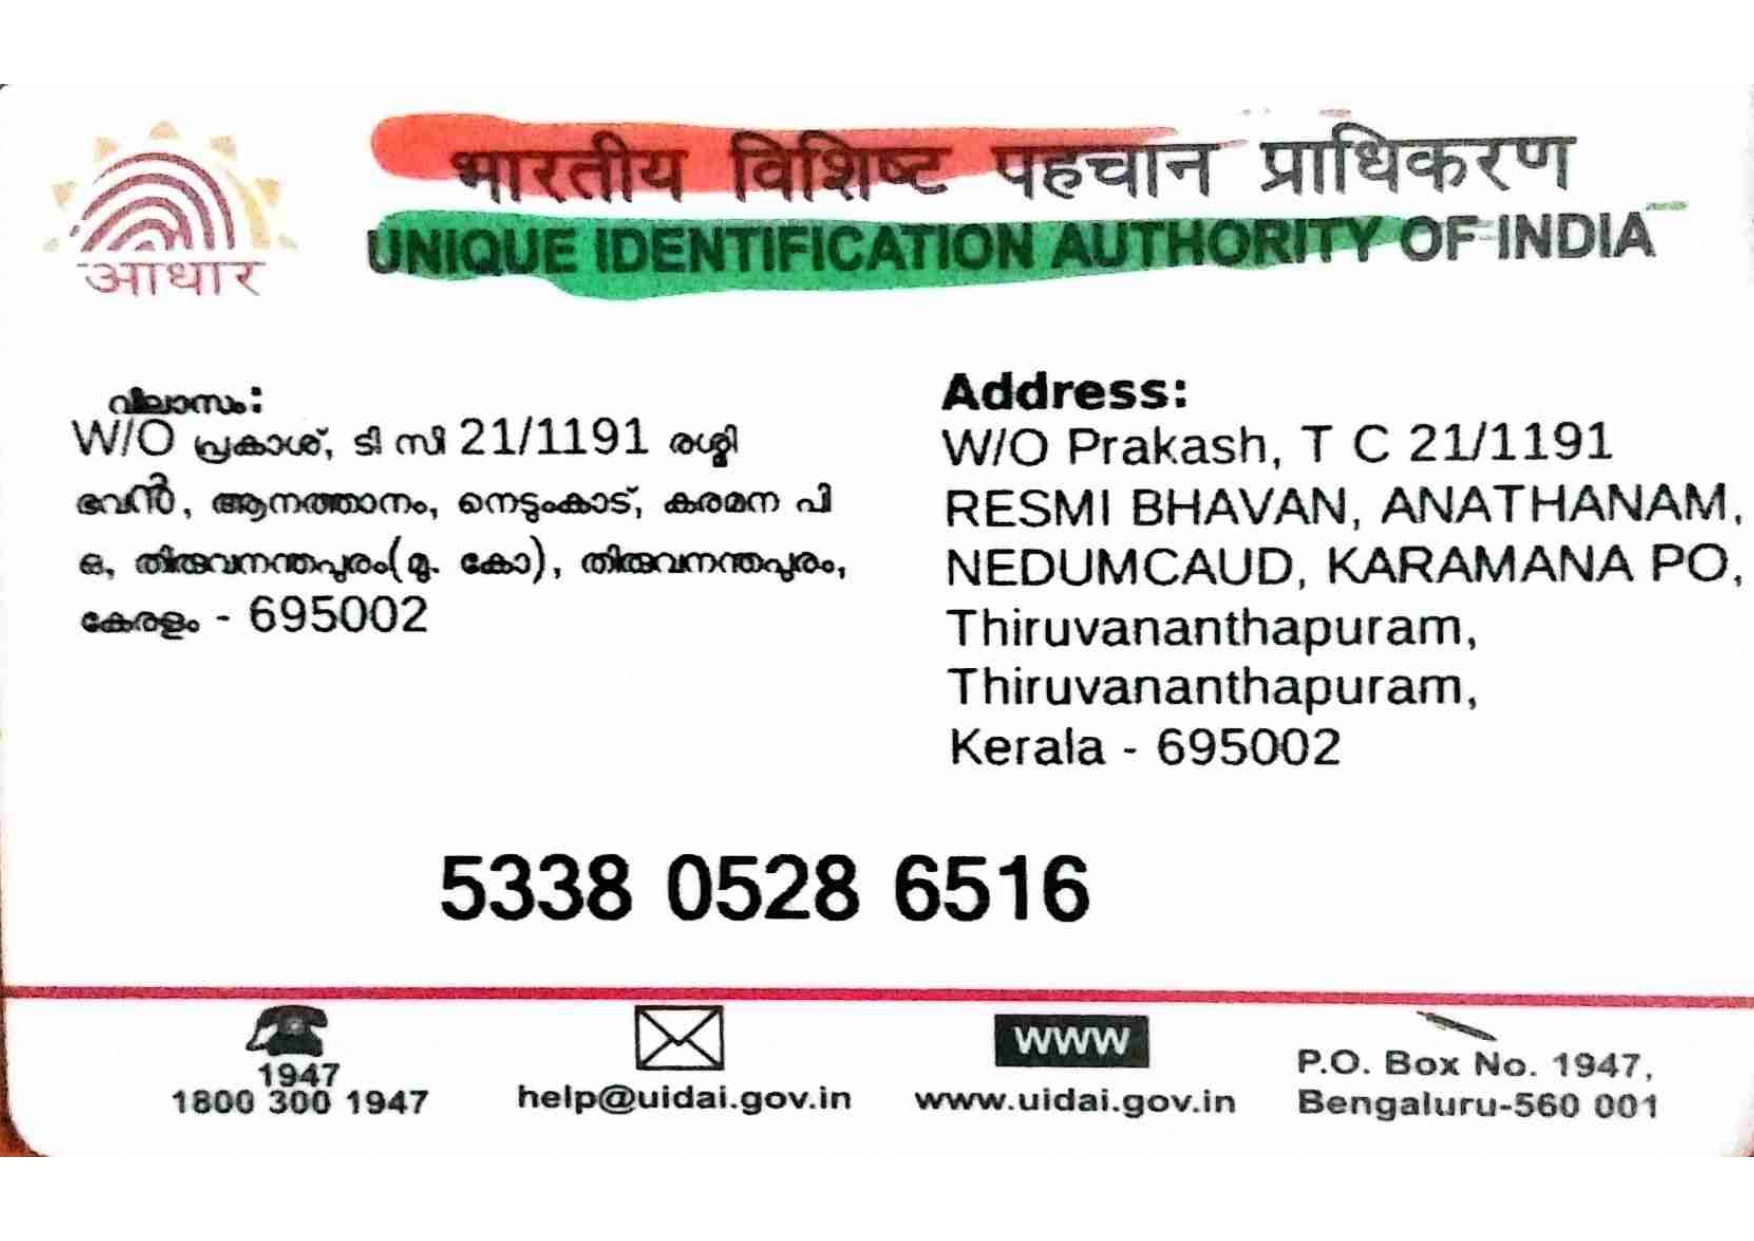 भारतीय विशिष्ट पहचान प्राधिकरण
UNIQUE IDENTIFICATION AUTHORITY OF INDIA
आधार
വിലാസം:
W/O പ്രകാശ്, ടി സി 21/1191 രശ്മി
ഭവൻ, ആനത്താനം, നെടുംകാട്, കരമന പി
ഒ, തിരുവനന്തപുരം(മു. കോ), തിരുവനന്തപുരം,
കേരളം - 695002
Address:
W/O Prakash, T C 21/1191
RESMI BHAVAN, ANATHANAM,
NEDUMCAUD, KARAMANA PO,
Thiruvananthapuram,
Thiruvananthapuram,
Kerala - 695002
5338 0528 6516
1947
1800 300 1947
help@uidai.gov.in
WWW
www.uidai.gov.in
P.O. Box No. 1947,
Bengaluru-560 001